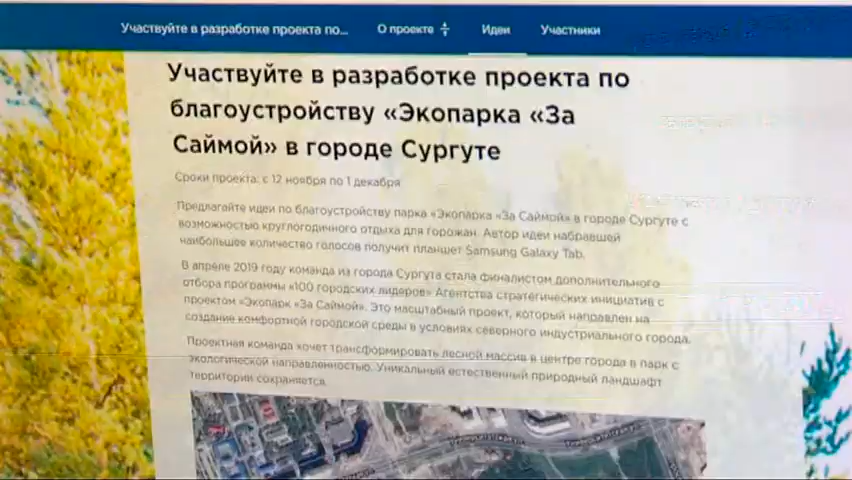 Участвуйте в разработке проекта по... О проекте Идеи Участники
Участвуйте в разработке проекта по
благоустройству «Экопарка «За
Саймой» в городе Сургуте
Сроки проекта: с 12 ноября по 1 декабря
Предлагайте идеи по благоустройству парка «Экопарка «За Саймой» в городе Сургуте с
возможностью круглогодичного отдыха для горожан. Автор идеи набравшей
наибольшее количество голосов получит планшет Samsung Galaxy Tab.
В апреле 2019 году команда из города Сургута стала финалистом дополнительного
отбора программы «100 городских лидеров» Агентства стратегических инициатив с
проектом «Экопарк «За Саймой». Это масштабный проект, который направлен на
создание комфортной городской среды в условиях северного индустриального города.
Проектная команда хочет трансформировать лесной массив в центре города в парк с
экологической направленностью. Уникальный естественный природный ландшафт
территории сохраняется.